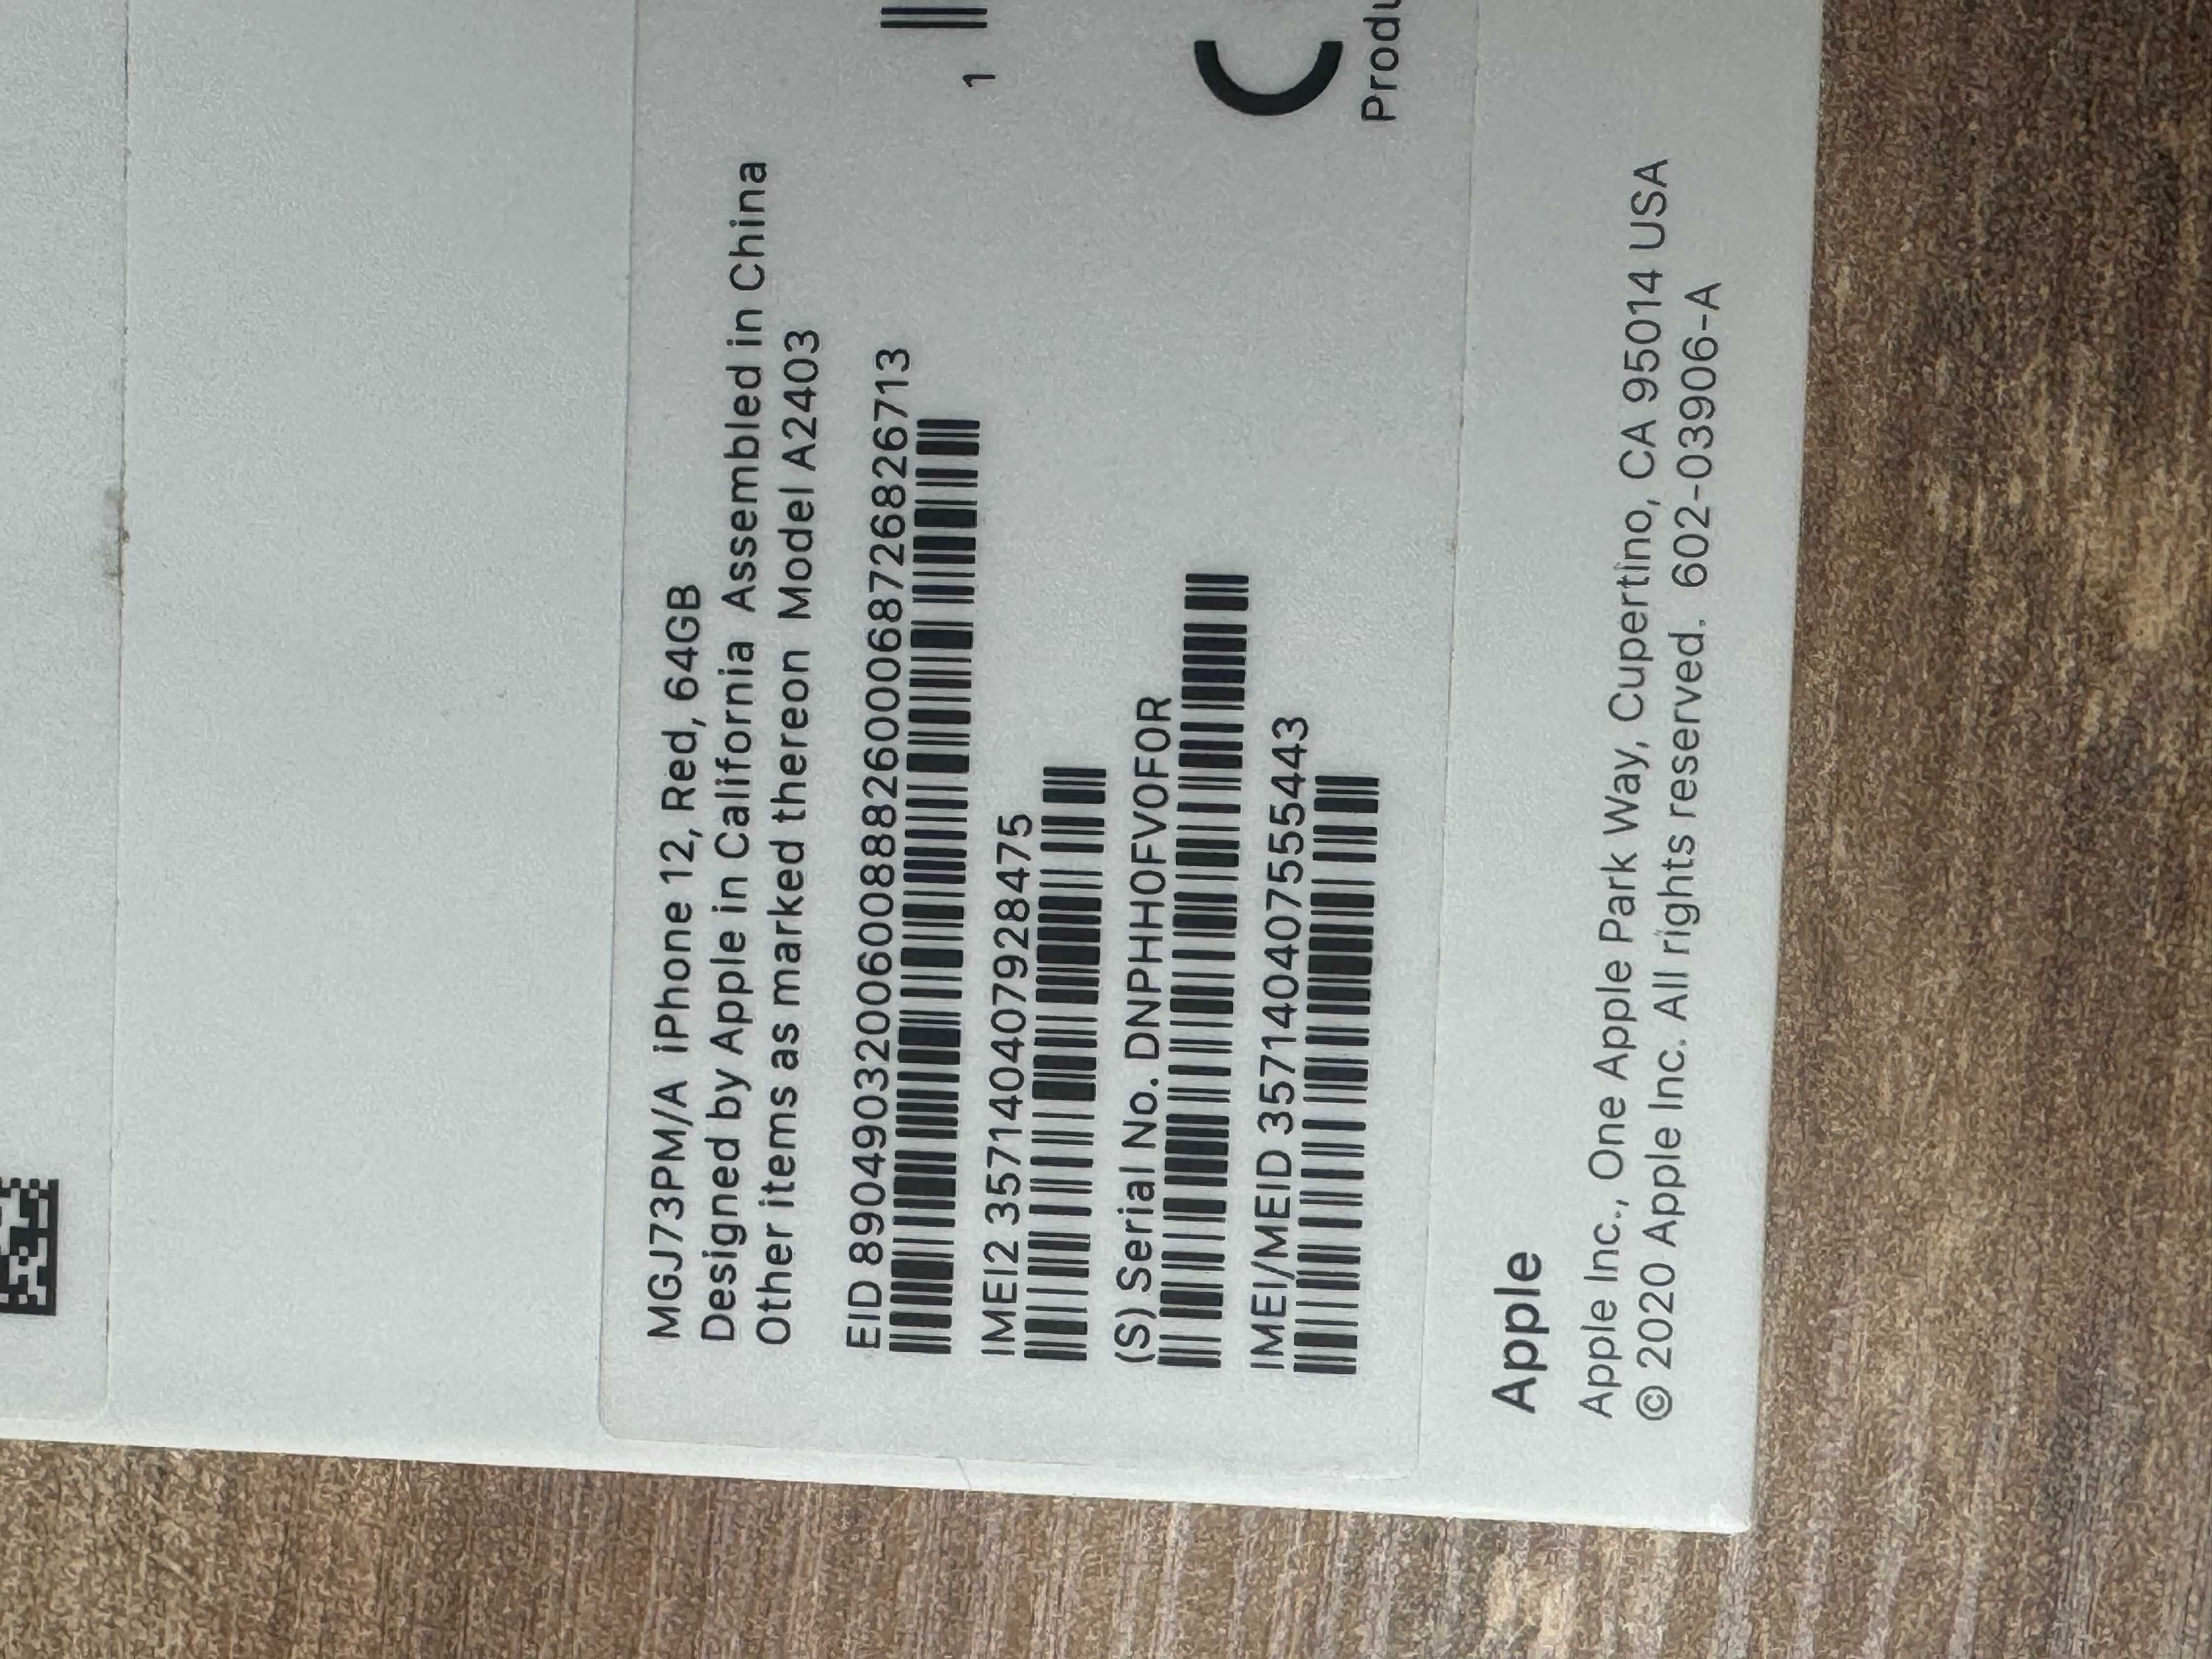 MGJ73PM/A iPhone 12, Red, 64GB
Designed by Apple in California Assembled in China
Other items as marked thereon Model A2403
EID 89049032006008882600068726826713
IMEI2 357140407928475
(S) Serial No. DNPHH0FV0F0R
IMEI/MEID 357140407555443
1
Produ
Apple
Apple Inc., One Apple Park Way, Cupertino, CA 95014 USA
© 2020 Apple Inc. All rights reserved. 602-03906-A